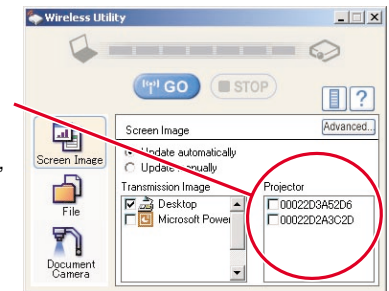 Wireless Utility
GO STOP
?
Screen Image Advanced...
Update automatically
Update manually
Transmission Image Projector
Desktop
Microsoft Power
00022D3A52D6
00022D2A3C2D
Screen Image
File
Document
Camera
,